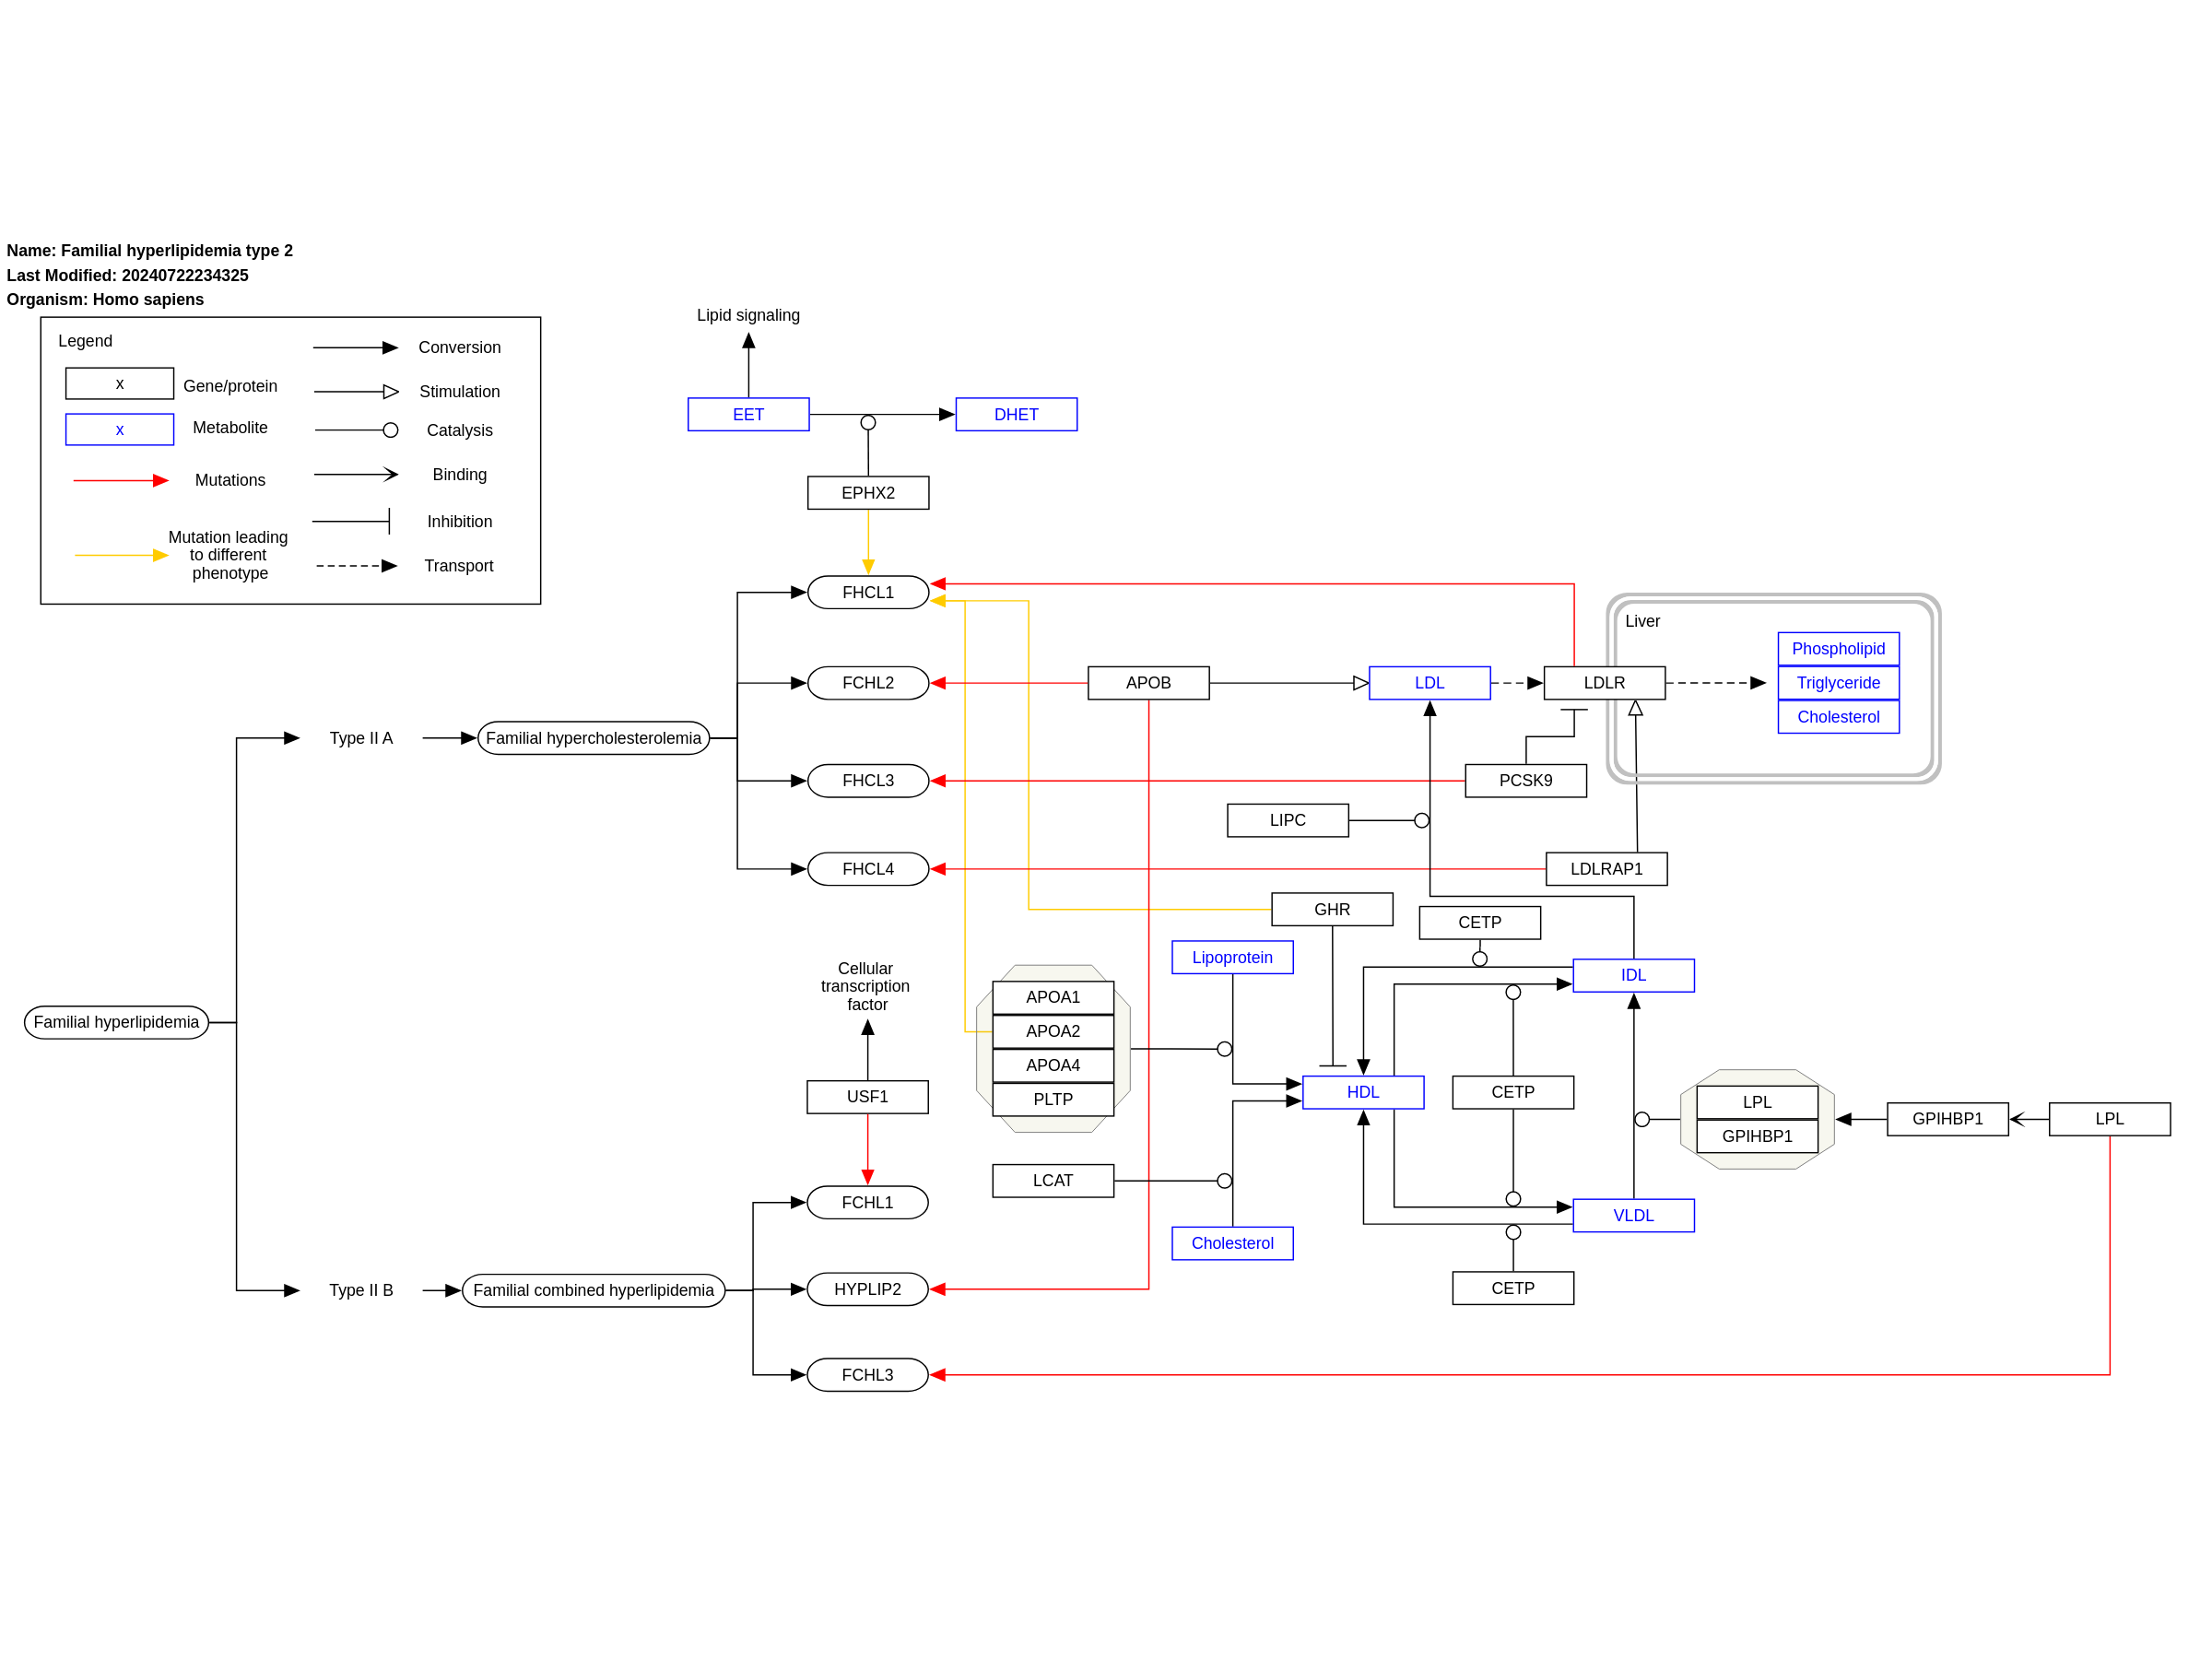 Name: Familial hyperlipidemia type 2
Last Modified: 20240722234325
Organism: Homo sapiens
Legend
x
Gene/protein
x
Metabolite
Mutations
Mutation leading
to different
phenotype
Conversion
Stimulation
Catalysis
Binding
Inhibition
Transport
Lipid signaling
EET
DHET
EPHX2
FHCL1
FCHL2
FHCL3
FHCL4
APOB
LDL
LDLR
Liver
Phospholipid
Triglyceride
Cholesterol
Type II A
Familial hypercholesterolemia
PCSK9
LIPC
LDLRAP1
GHR
CETP
Lipoprotein
IDL
Cellular
transcription
factor
APOA1
APOA2
APOA4
PLTP
Familial hyperlipidemia
USF1
HDL
CETP
LPL
GPIHBP1
GPIHBP1
LPL
LCAT
FCHL1
VLDL
Cholesterol
Type II B
Familial combined hyperlipidemia
HYPLIP2
CETP
FCHL3